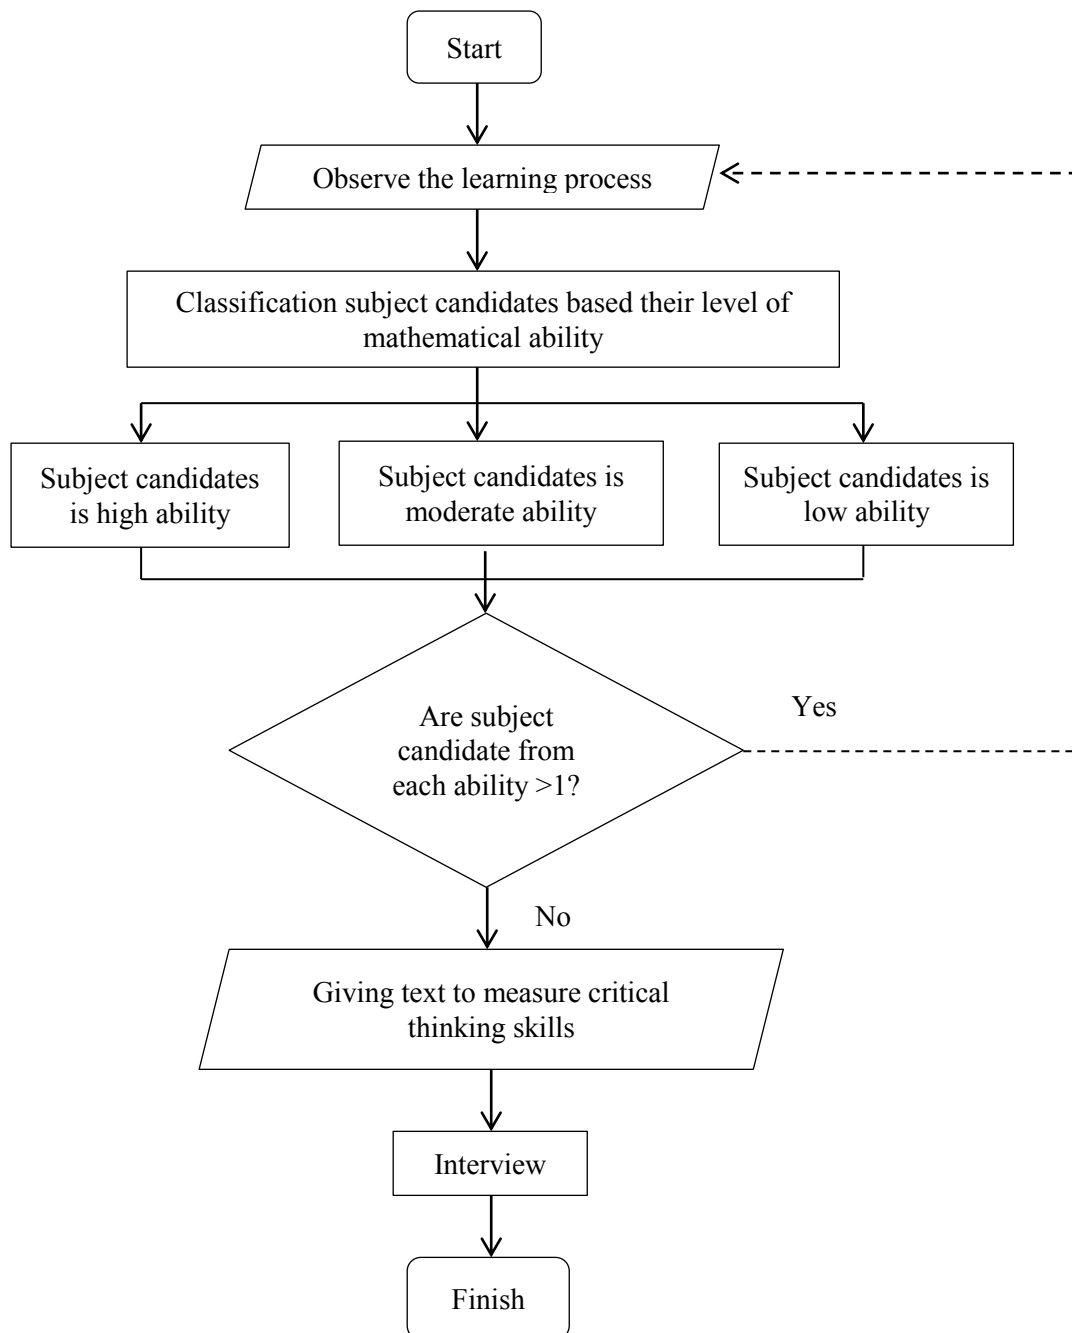 Start
Observe the learning process
Classification subject candidates based their level of
mathematical ability
Subject candidates
is high ability
Subject candidates is
moderate ability
Subject candidates is
low ability
Are subject
candidate from
each ability >1?
Yes
No
Giving text to measure critical
thinking skills
Interview
Finish